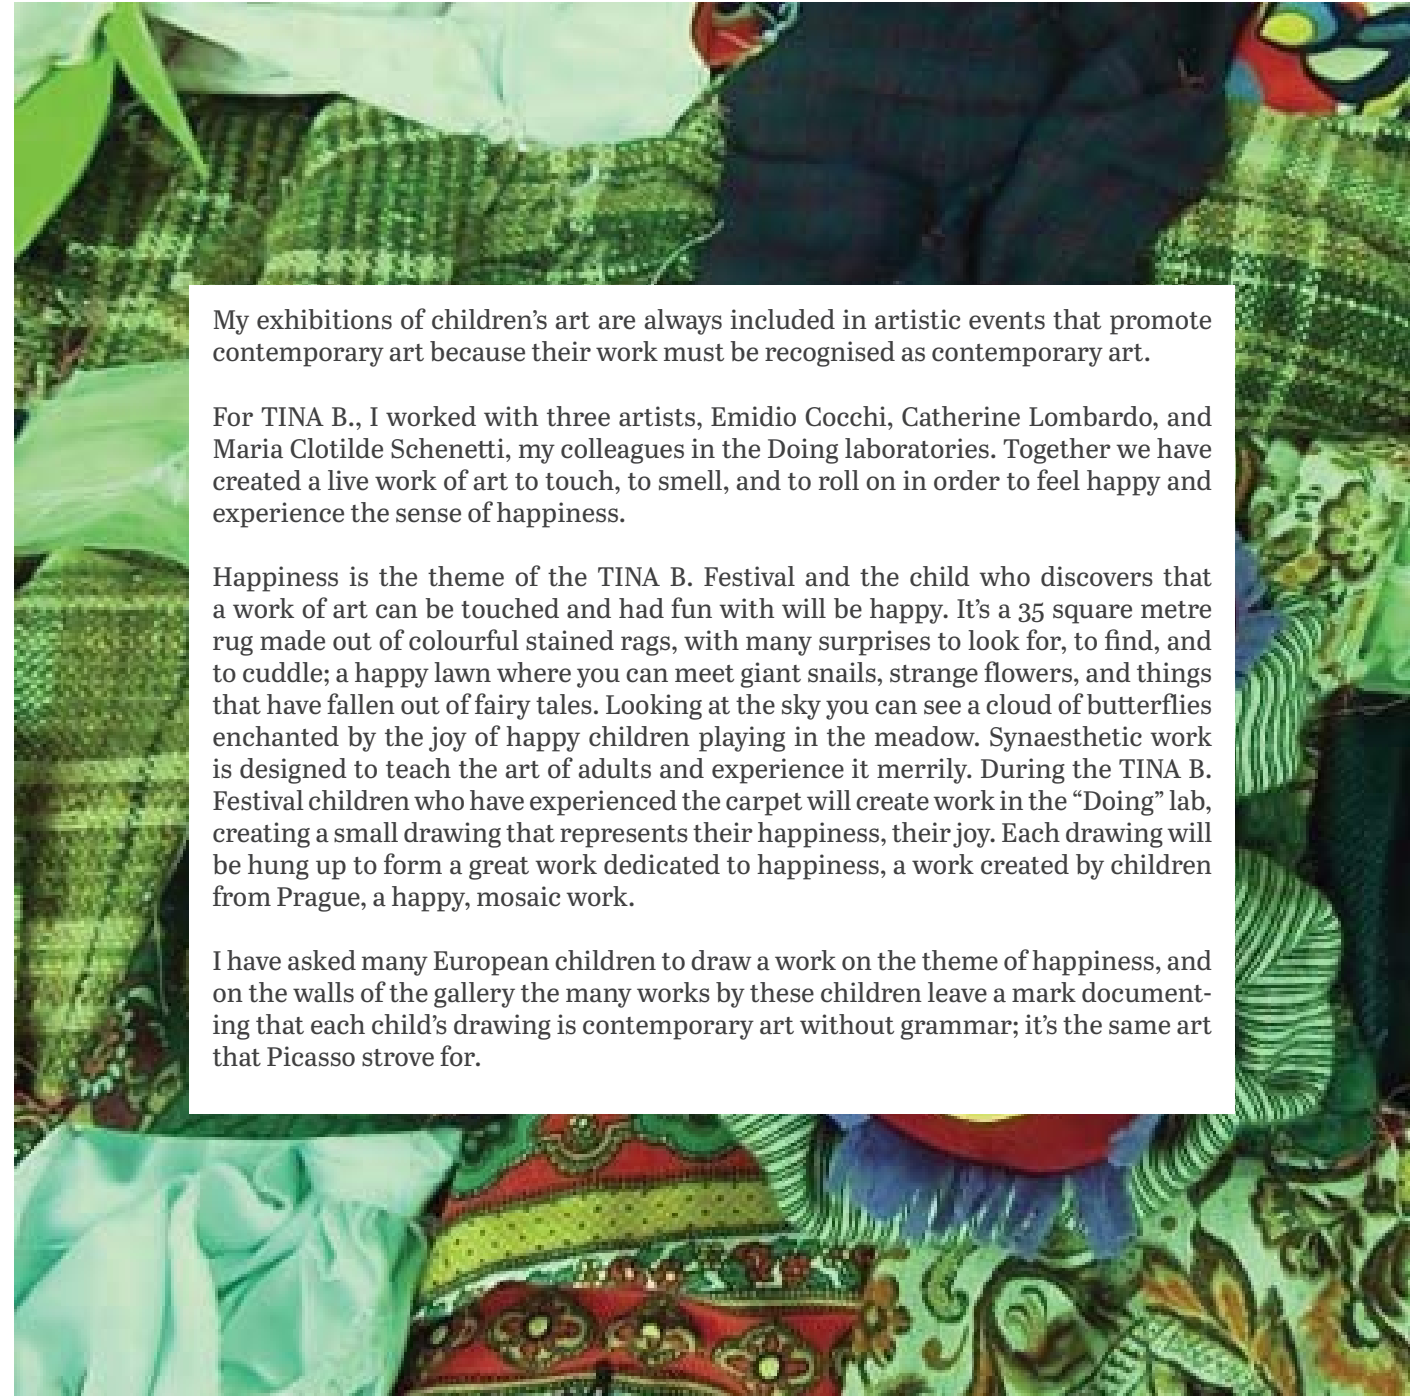 My exhibitions of children's art are always included in artistic events that promote
contemporary art because their work must be recognised as contemporary art.
For TINA B., I worked with three artists, Emidio Cocchi, Catherine Lombardo, and
Maria Clotilde Schenetti, my colleagues in the Doing laboratories. Together we have
created a live work of art to touch, to smell, and to roll on in order to feel happy and
experience the sense of happiness.
Happiness is the theme of the TINA B. Festival and the child who discovers that
a work of art can be touched and had fun with will be happy. It's a 35 square metre
rug made out of colourful stained rags, with many surprises to look for, to find, and
to cuddle; a happy lawn where you can meet giant snails, strange flowers, and things
that have fallen out of fairy tales. Looking at the sky you can see a cloud of butterflies
enchanted by the joy of happy children playing in the meadow. Synaesthetic work
is designed to teach the art of adults and experience it merrily. During the TINA B.
Festival children who have experienced the carpet will create work in the “Doing” lab,
creating a small drawing that represents their happiness, their joy. Each drawing will
be hung up to form a great work dedicated to happiness, a work created by children
from Prague, a happy, mosaic work.
I have asked many European children to draw a work on the theme of happiness, and
on the walls of the gallery the many works by these children leave a mark document-
ing that each child's drawing is contemporary art without grammar; it's the same art
that Picasso strove for.